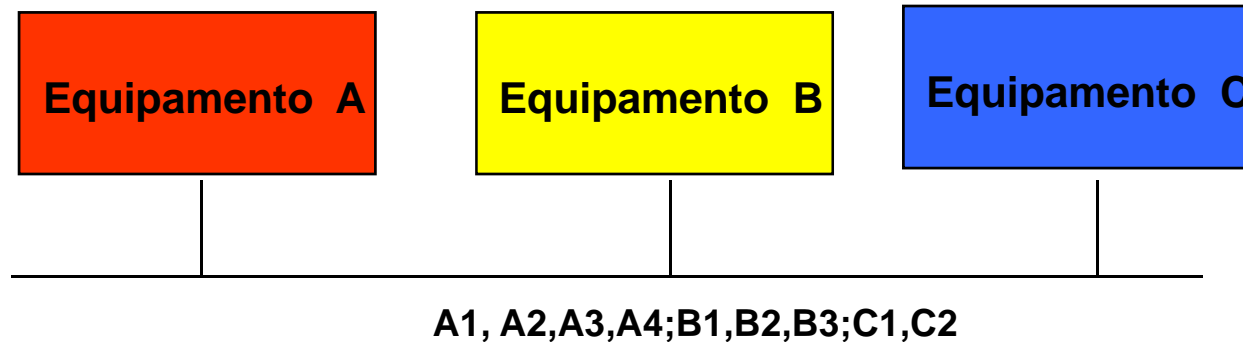 Equipamento A
Equipamento B
Equipamento C
A1, A2,A3,A4;B1,B2,B3;C1,C2